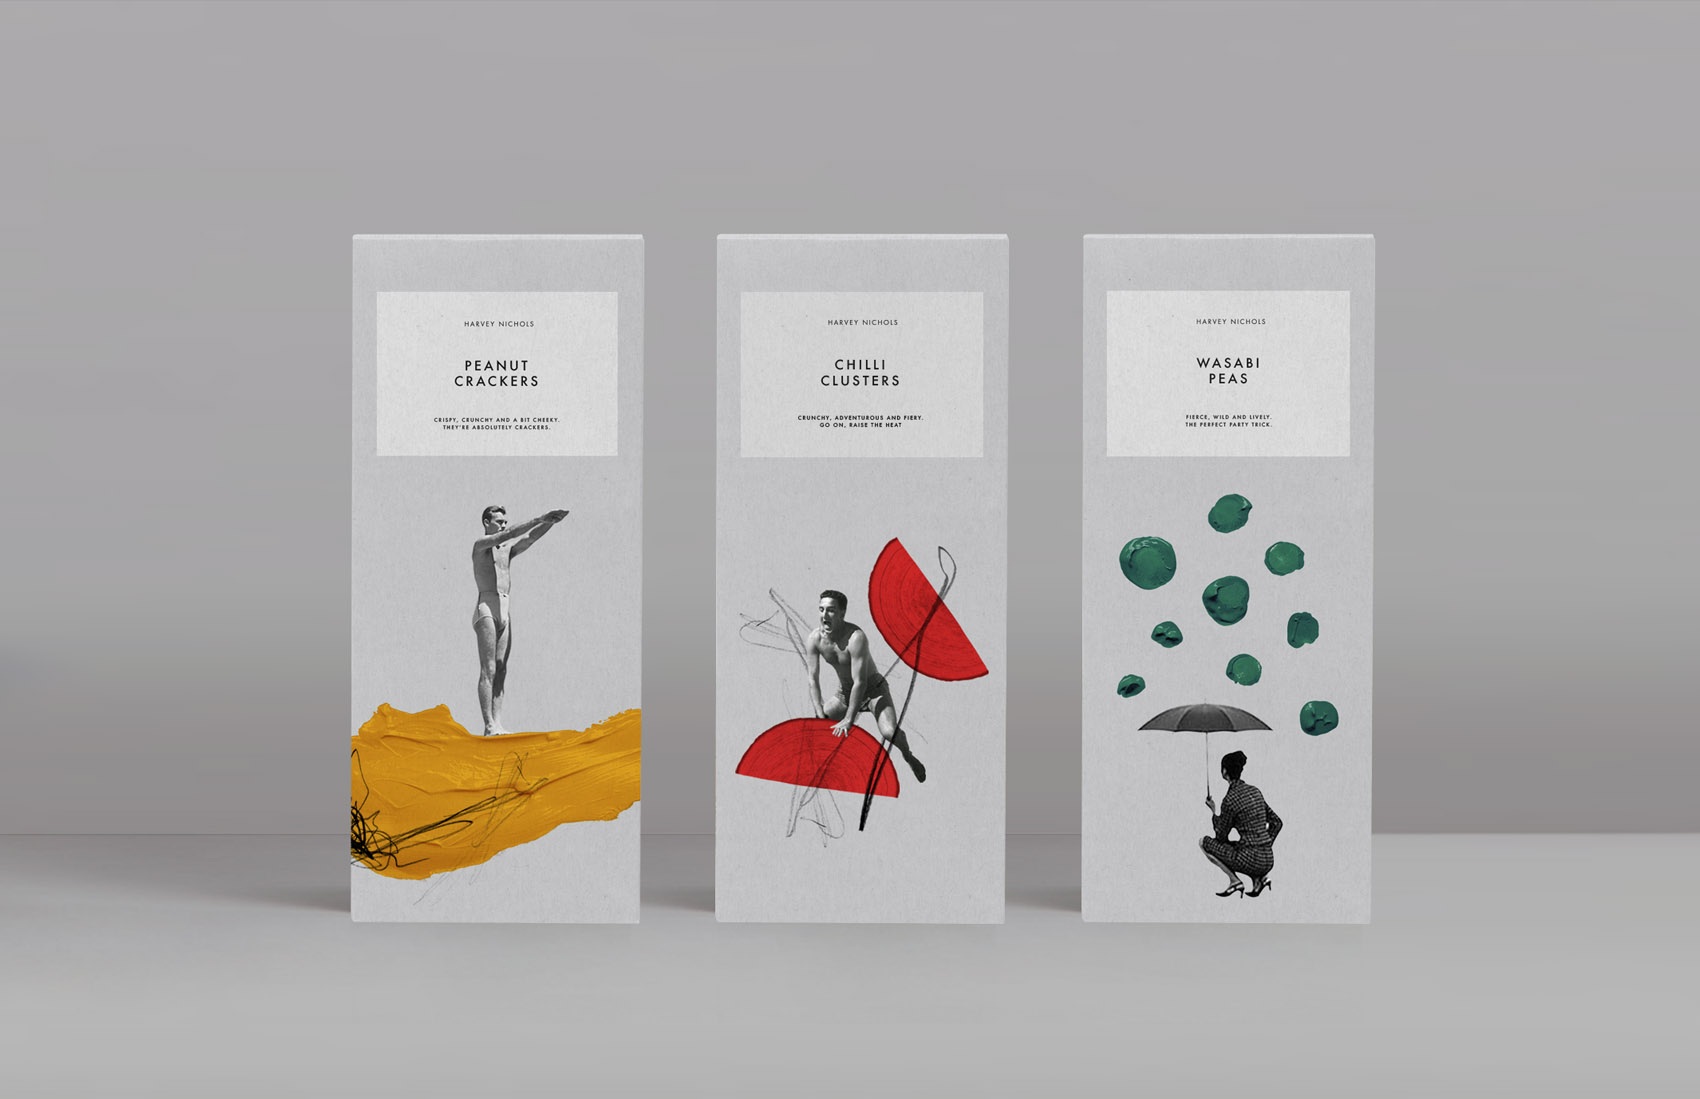 HARVEY NICHOLS
PEANUT
CRACKERS
CRISPY, CRUNCHY AND A BIT CHEEKY.
THEY'RE ABSOLUTELY CRACKERS.
HARVEY NICHOLS
CHILLI
CLUSTERS
CRUNCHY, ADVENTUROUS AND FIERY.
GO ON, RAISE THE HEAT
HARVEY NICHOLS
WASABI
PEAS
FIERCE, WILD AND LIVELY.
THE PERFECT PARTY TRICK.